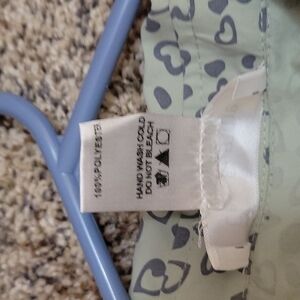 100%POLYESTER
HAND WASH COLD
DO NOT BLEACH